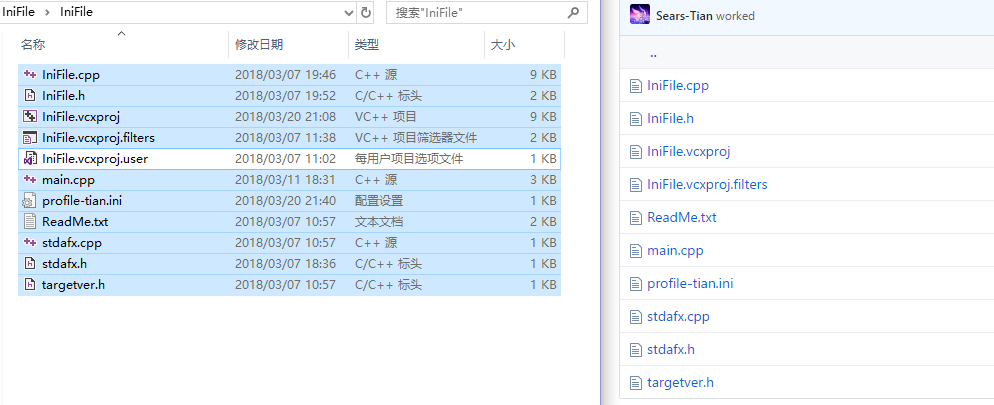 IniFile > IniFile
搜索"IniFile"
名称 修改日期 类型 大小
IniFile.cpp 2018/03/07 19:46 C++ 源 9 KB
IniFile.h 2018/03/07 19:52 C/C++ 标头 2 KB
IniFile.vcxproj 2018/03/20 21:08 VC++ 项目 9 KB
IniFile.vcxproj.filters 2018/03/07 11:38 VC++ 项目筛选器文件 2 KB
IniFile.vcxproj.user 2018/03/07 11:02 每用户项目选项文件 1 KB
main.cpp 2018/03/11 18:31 C++ 源 3 KB
profile-tian.ini 2018/03/20 21:40 配置设置 1 KB
ReadMe.txt 2018/03/07 10:57 文本文档 2 KB
stdafx.cpp 2018/03/07 10:57 C++ 源 1 KB
stdafx.h 2018/03/07 18:36 C/C++ 标头 1 KB
targetver.h 2018/03/07 10:57 C/C++ 标头 1 KB
Sears-Tian worked
..
IniFile.cpp
IniFile.h
IniFile.vcxproj
IniFile.vcxproj.filters
ReadMe.txt
main.cpp
profile-tian.ini
stdafx.cpp
stdafx.h
targetver.h